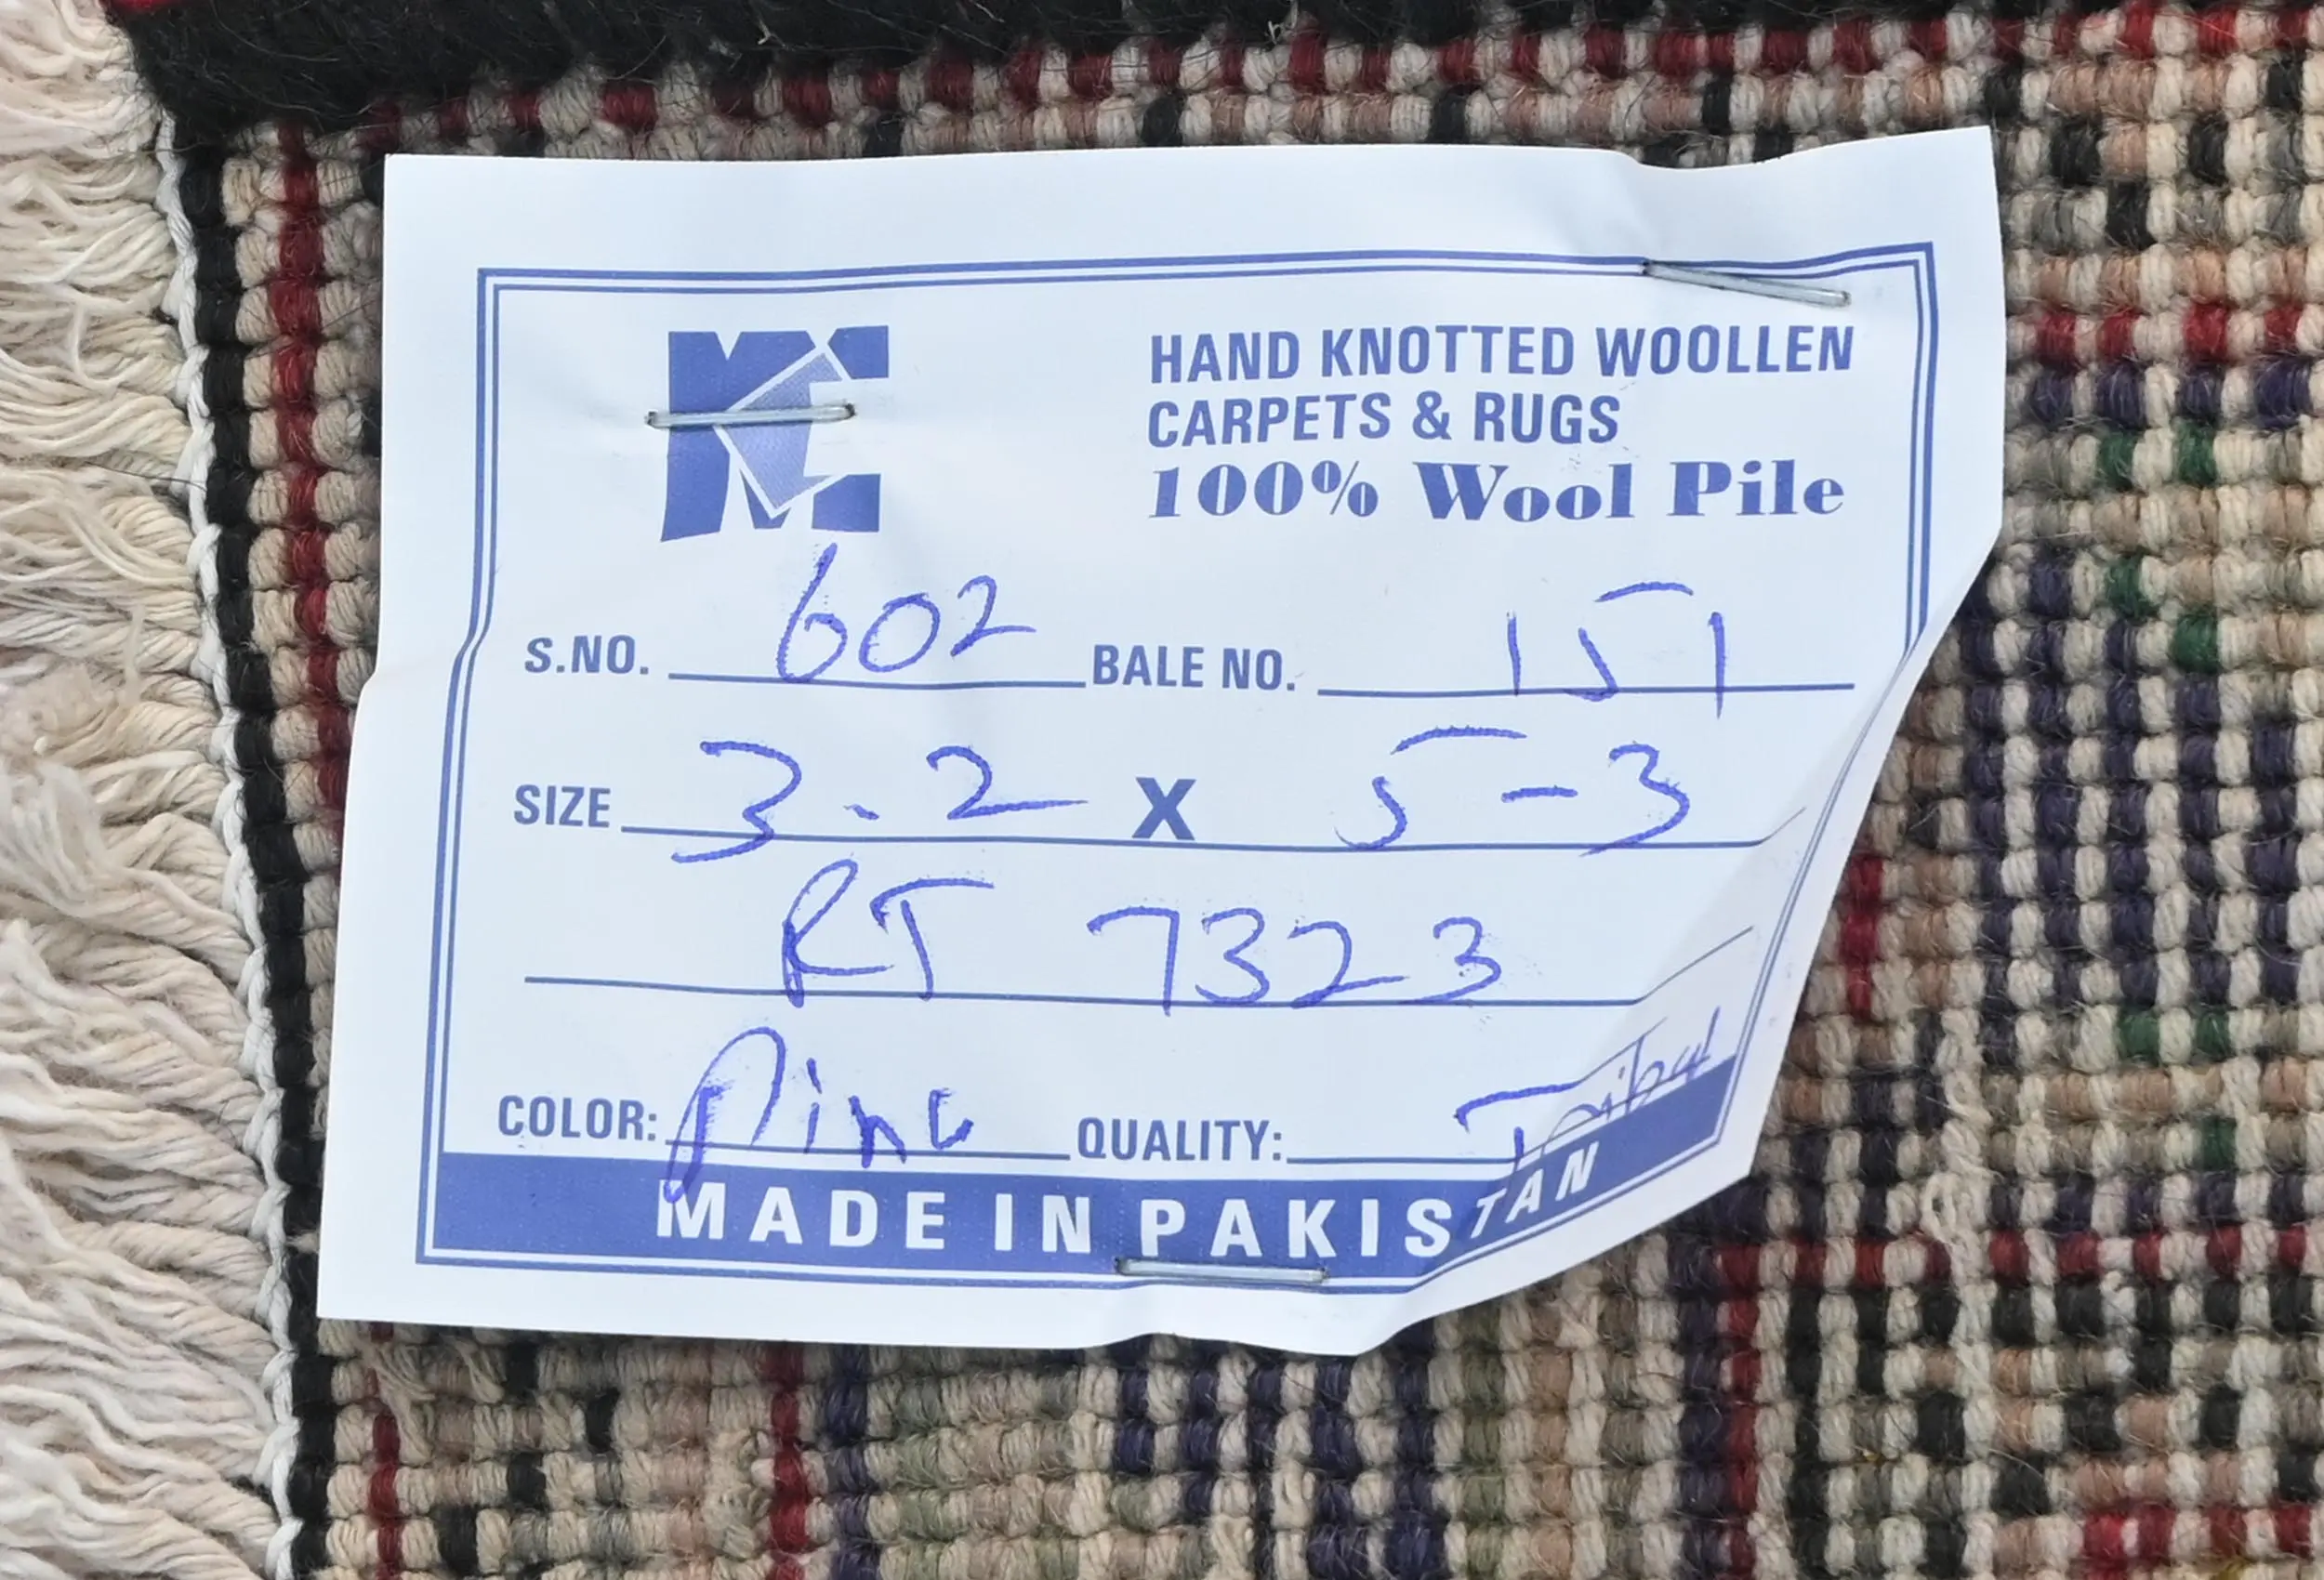 MC
HAND KNOTTED WOOLLEN
CARPETS & RUGS
100% Wool Pile
S.NO. 602 BALE NO. 151
SIZE 3.2 X 5-3
RT 7323
COLOR: Pink QUALITY:
MADE IN PAKISTAN